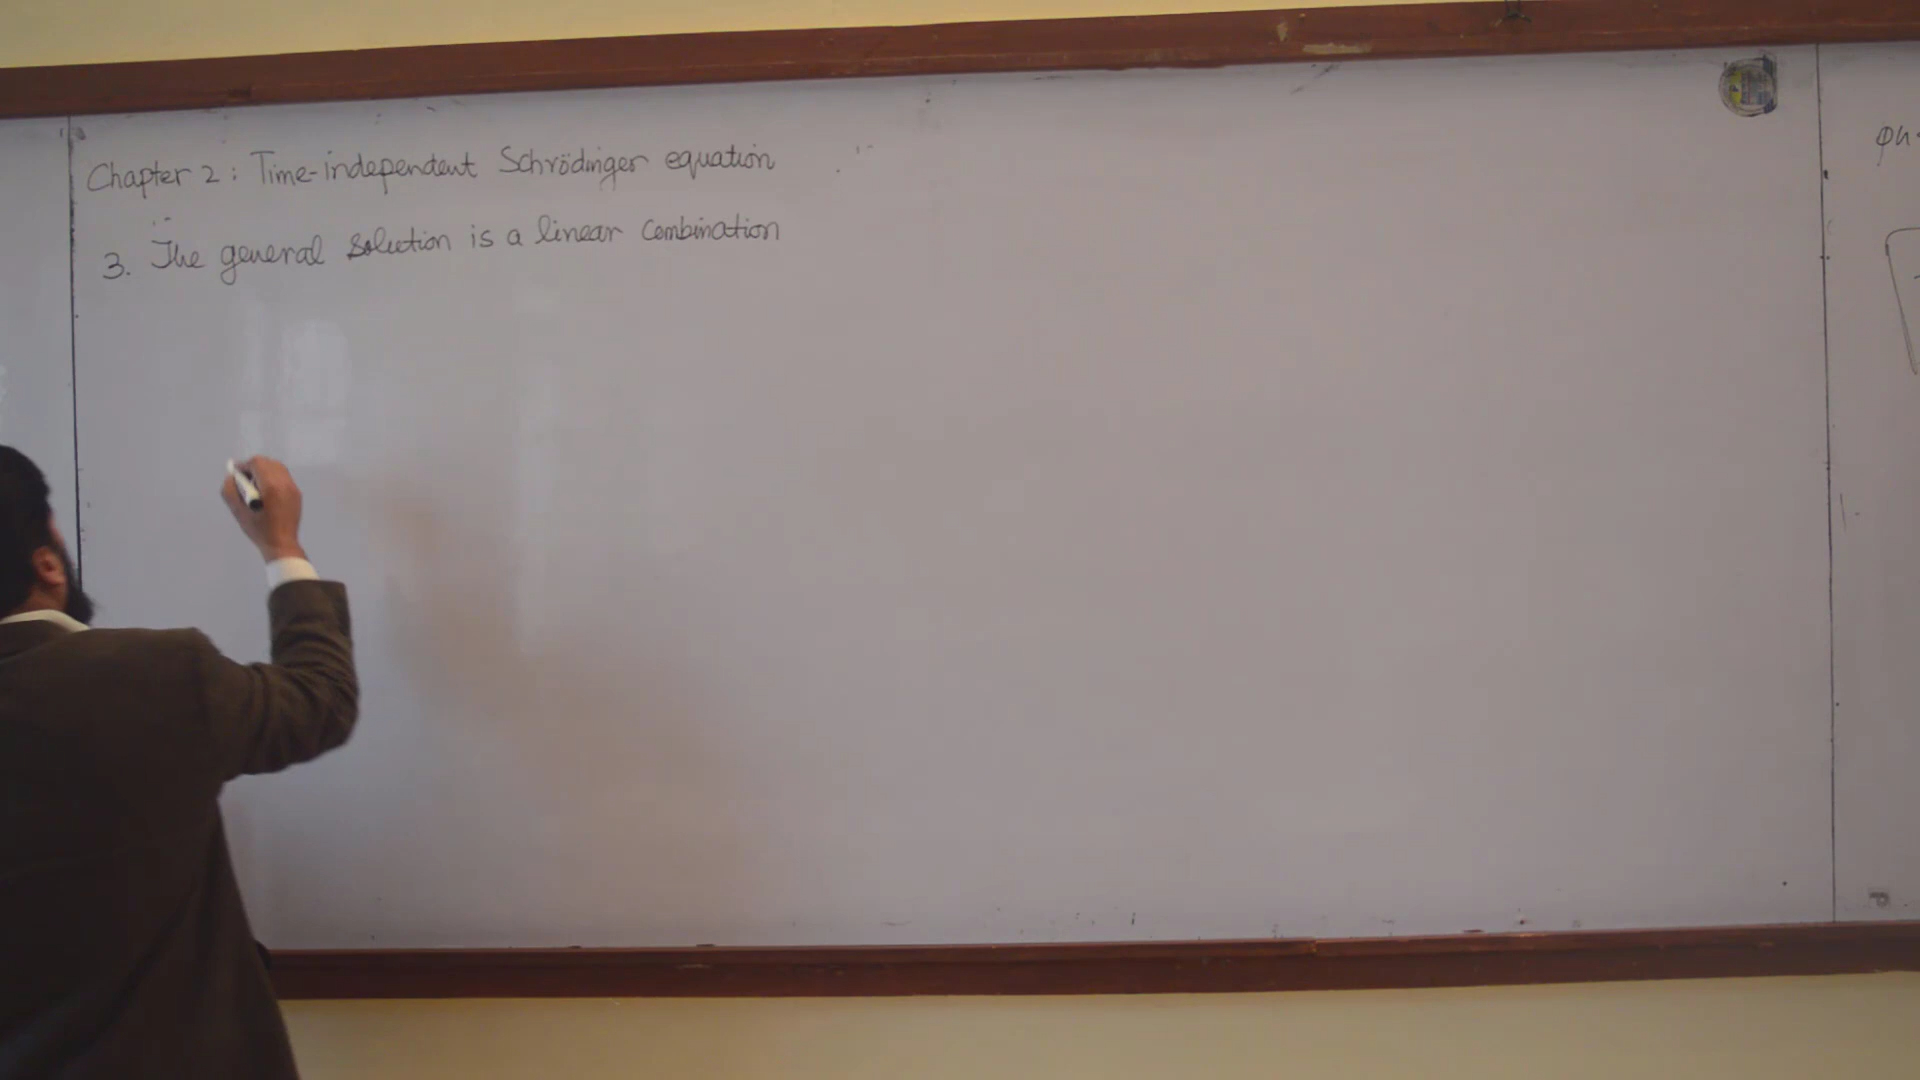 Chapter 2: Time-independent Schrödinger equation
3. The general solution is a linear combination